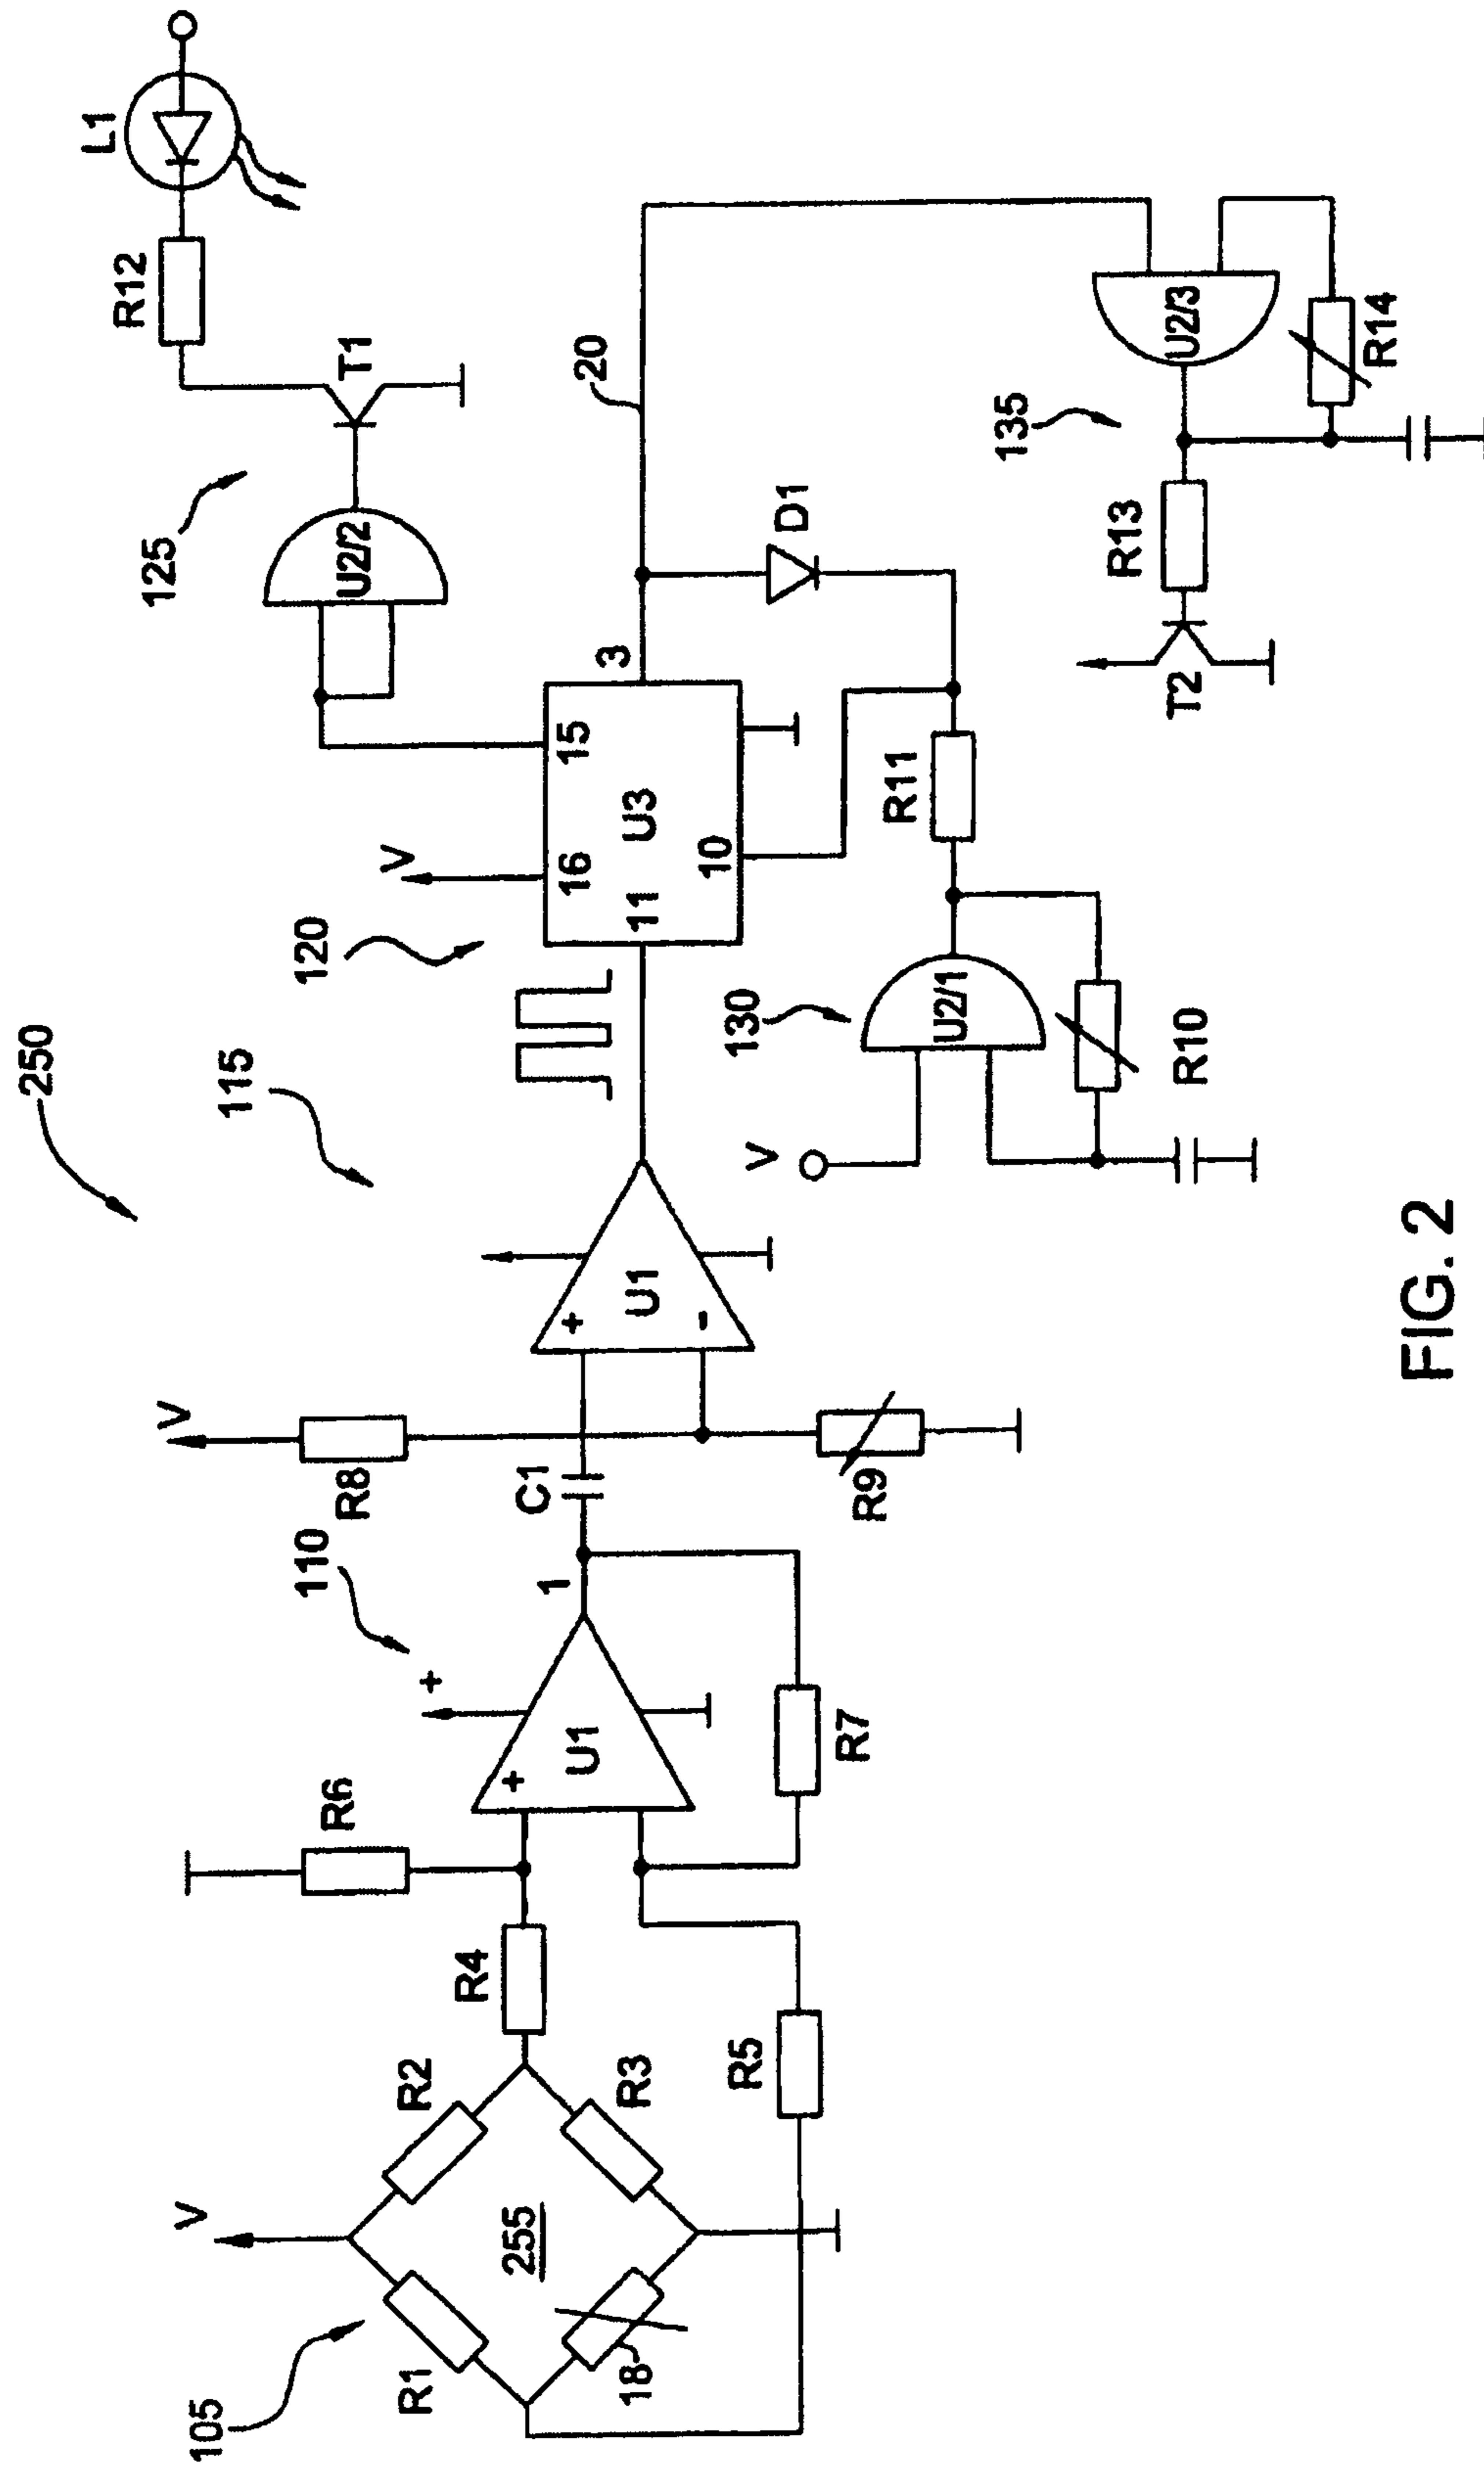 250
105
110
115
120
125
130
135
V
R1
R2
R3
18
255
R4
R5
R6
+
U1
+
1
R7
C1
V
R8
R9
+
U1
-
V
16
15
11
U3
3
10
20
D1
R11
V
U2/1
R10
U2/2
T1
R12
L1
U2/3
R14
R13
T2
FIG. 2